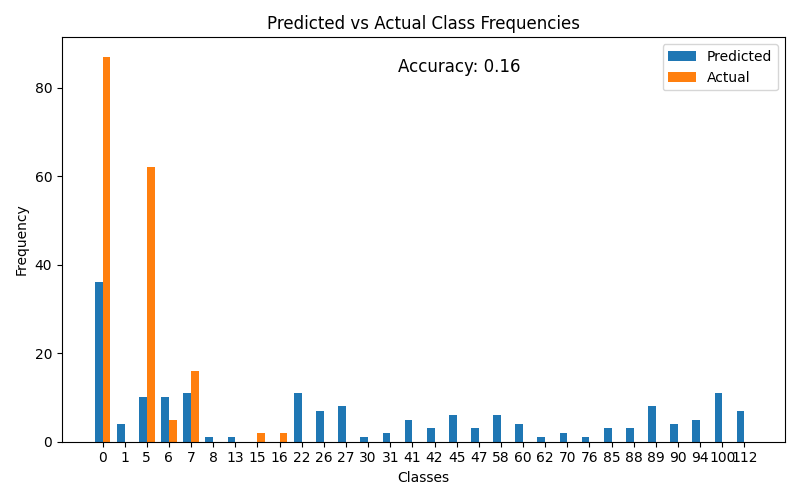 Predicted vs Actual Class Frequencies
Accuracy: 0.16
Predicted
Actual
Frequency
80
60
40
20
0
0 1 5 6 7 8 13 15 16 22 26 27 30 31 41 42 45 47 58 60 62 70 76 85 88 89 90 94 100 112
Classes